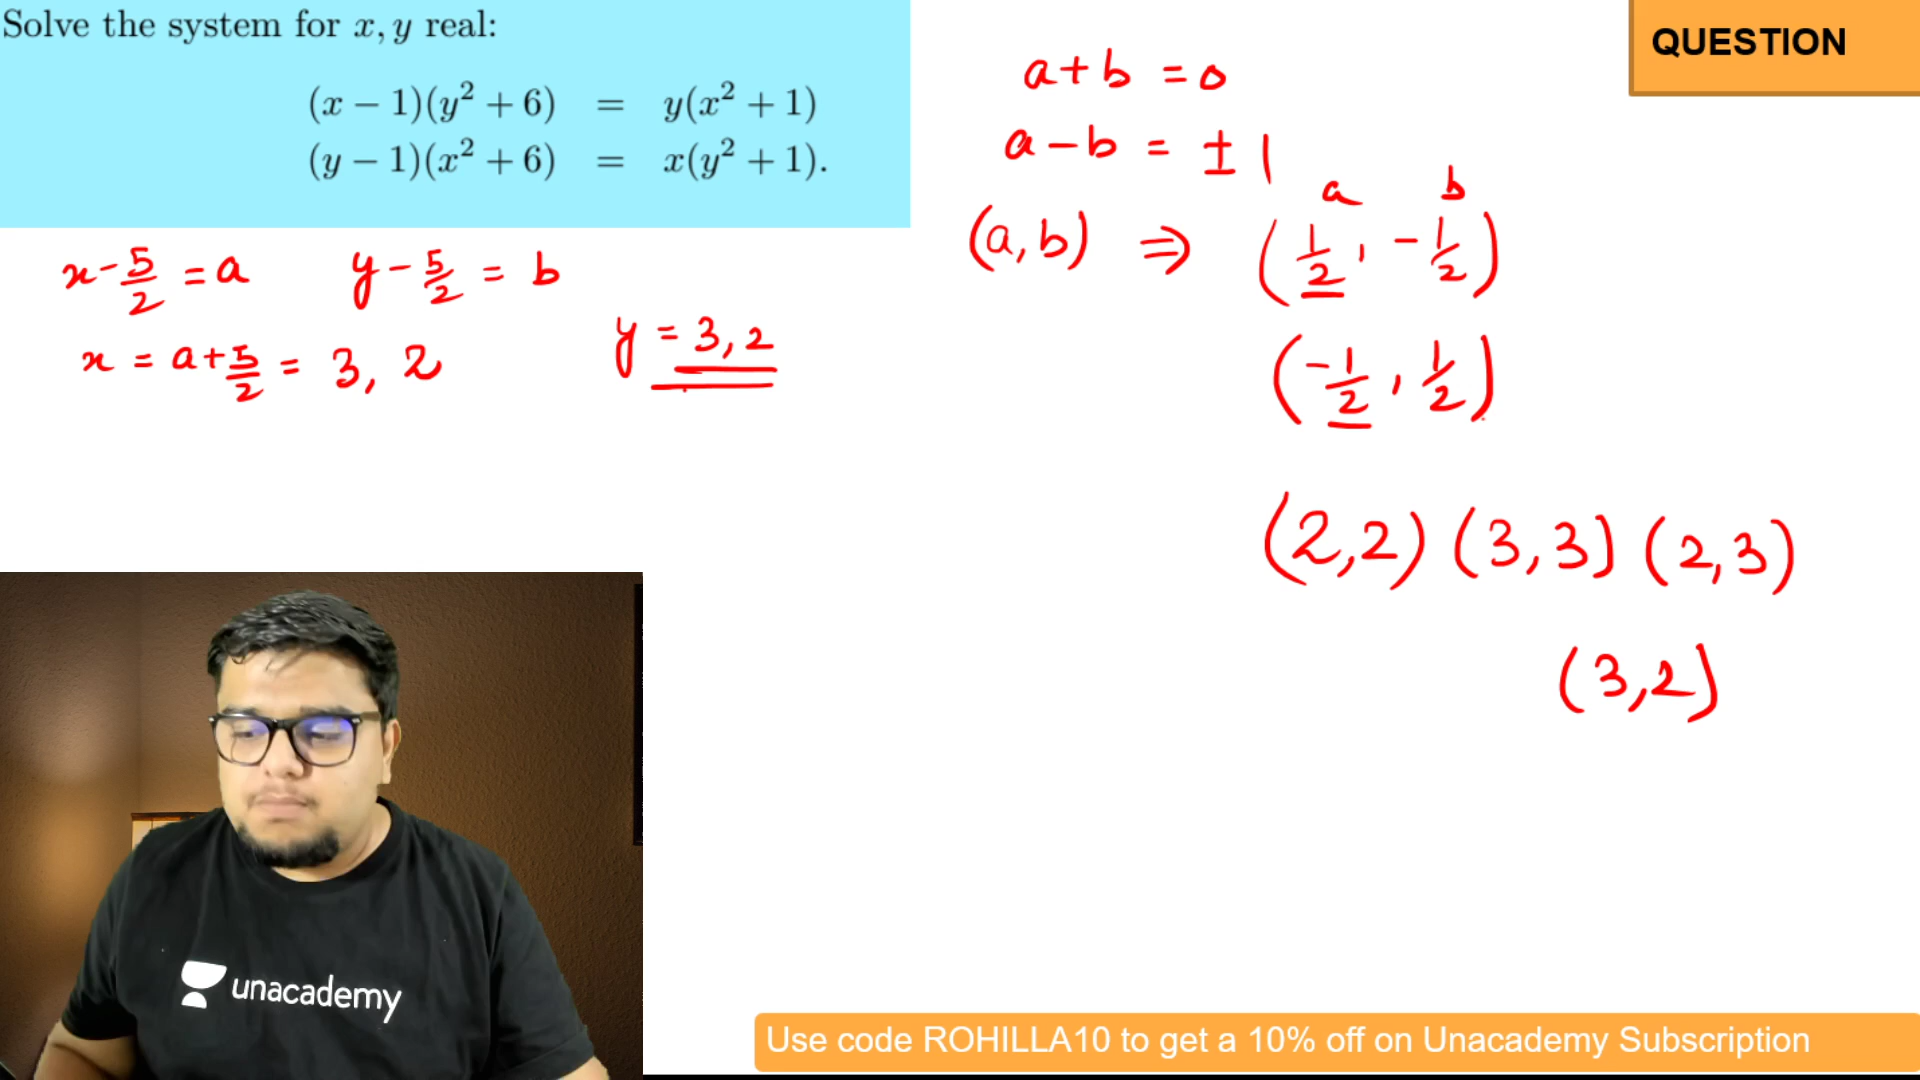 Solve the system for x, y real:
(x − 1)(y² + 6) = y(x² + 1)
(y − 1)(x² + 6) = x(y² + 1).
QUESTION
a + b = 0
a − b = ± 1
a b
(a, b) ⇒ (1/2, −1/2)
(−1/2, 1/2)
x − 5/2 = a y − 5/2 = b
x = a + 5/2 = 3, 2 y = 3, 2
(2,2) (3,3) (2,3)
(3,2)
unacademy
Use code ROHILLA10 to get a 10% off on Unacademy Subscription